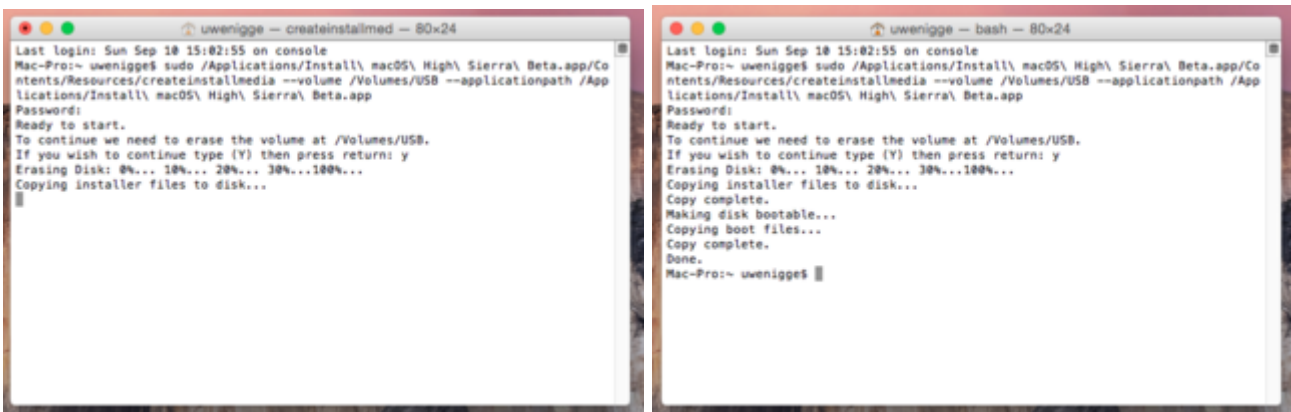 uwenigge — createinstallmed — 80×24
Last login: Sun Sep 10 15:02:55 on console
Mac-Pro:~ uwenigge$ sudo /Applications/Install\ macOS\ High\ Sierra\ Beta.app/Co
ntents/Resources/createinstallmedia --volume /Volumes/USB --applicationpath /App
lications/Install\ macOS\ High\ Sierra\ Beta.app
Password:
Ready to start.
To continue we need to erase the volume at /Volumes/USB.
If you wish to continue type (Y) then press return: y
Erasing Disk: 0%... 10%... 20%... 30%...100%...
Copying installer files to disk...
uwenigge — bash — 80×24
Last login: Sun Sep 10 15:02:55 on console
Mac-Pro:~ uwenigge$ sudo /Applications/Install\ macOS\ High\ Sierra\ Beta.app/Co
ntents/Resources/createinstallmedia --volume /Volumes/USB --applicationpath /App
lications/Install\ macOS\ High\ Sierra\ Beta.app
Password:
Ready to start.
To continue we need to erase the volume at /Volumes/USB.
If you wish to continue type (Y) then press return: y
Erasing Disk: 0%... 10%... 20%... 30%...100%...
Copying installer files to disk...
Copy complete.
Making disk bootable...
Copying boot files...
Copy complete.
Done.
Mac-Pro:~ uwenigge$